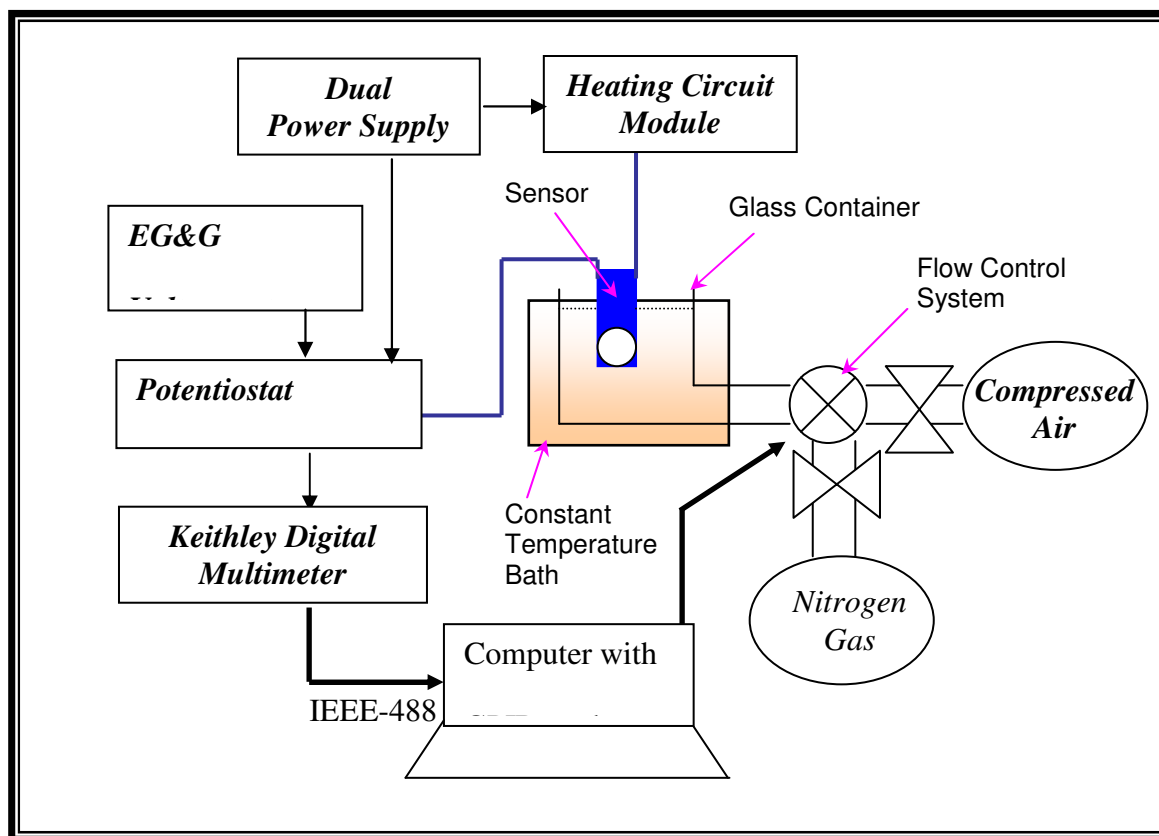 Dual
Power Supply
Heating Circuit
Module
Sensor
Glass Container
EG&G
Flow Control
System
Potentiostat
Compressed
Air
Keithley Digital
Multimeter
Constant
Temperature
Bath
Nitrogen
Gas
Computer with
IEEE-488